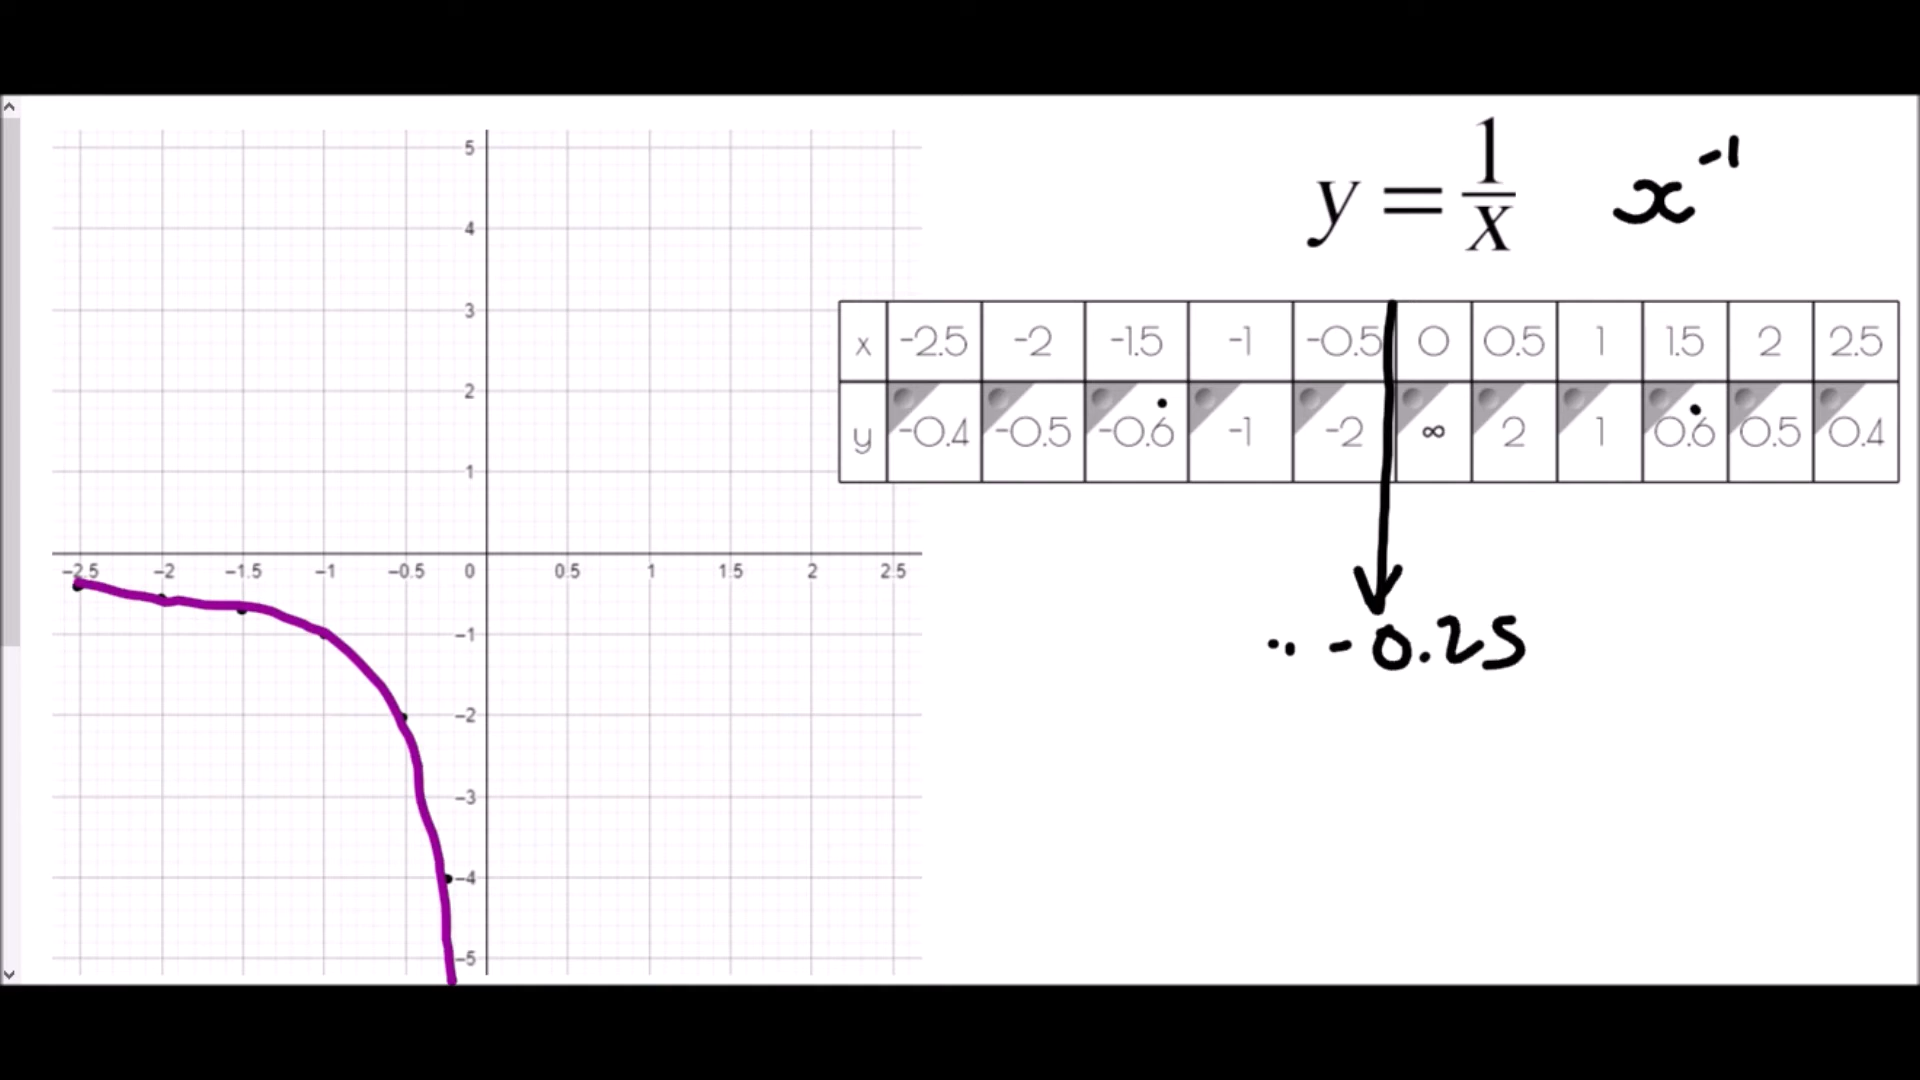 y = 1/x x⁻¹
x -2.5 -2 -1.5 -1 -0.5 0 0.5 1 1.5 2 2.5
y -0.4 -0.5 -0.6̇ -1 -2 ∞ 2 1 0.6̇ 0.5 0.4
5
4
3
2
1
−2.5 −2 −1.5 −1 −0.5 0 0.5 1 1.5 2 2.5
−1
.. -0.25
−2
−3
−4
−5